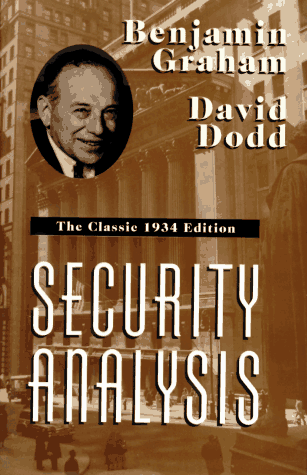 Benjamin
Graham
David
Dodd
The Classic 1934 Edition
SECURITY
ANALYSIS